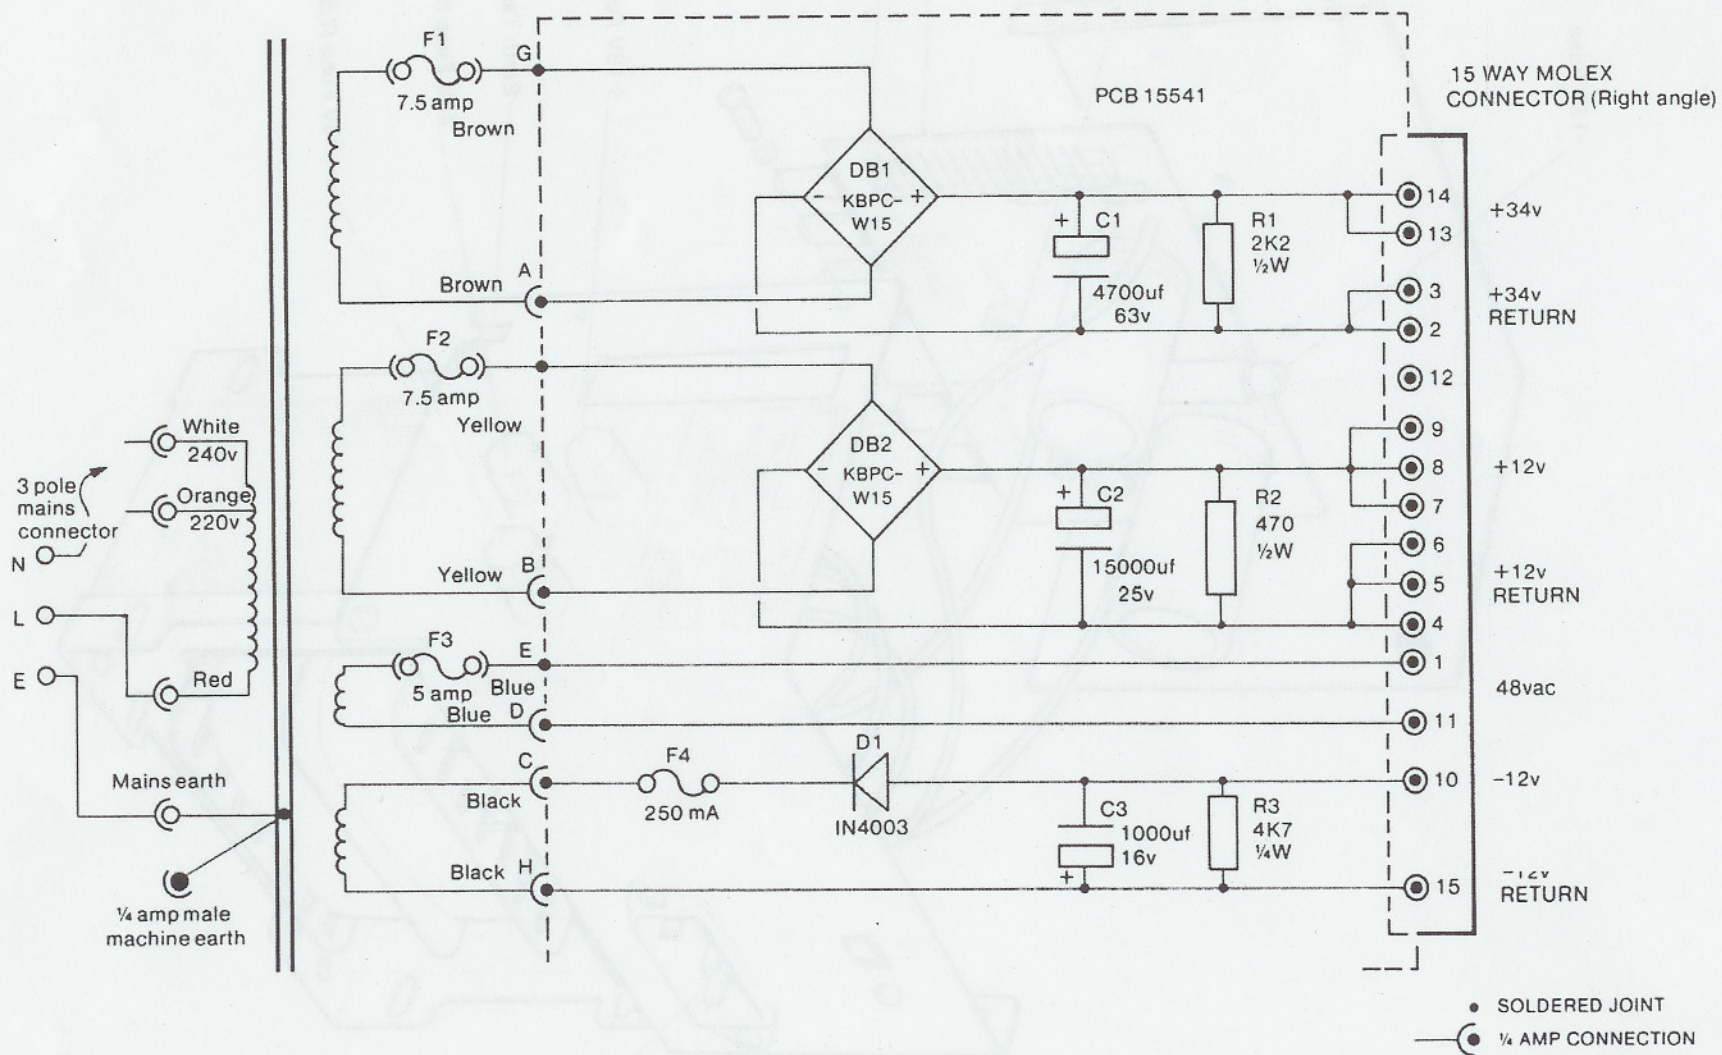 F1
7.5 amp
Brown
G
PCB 15541
15 WAY MOLEX
CONNECTOR (Right angle)
DB1
KBPC-
W15
-
+
+
C1
4700uf
63v
R1
2K2
½W
14
13
+34v
3
2
+34v
RETURN
Brown
A
F2
7.5 amp
Yellow
12
White
240v
Orange
220v
3 pole
mains
connector
N
L
E
Red
DB2
KBPC-
W15
-
+
+
C2
15000uf
25v
R2
470
½W
9
8
7
+12v
6
5
4
+12v
RETURN
Yellow
B
F3
5 amp
E
Blue
Blue
D
1
11
48vac
Mains earth
¼ amp male
machine earth
C
Black
F4
250 mA
D1
IN4003
C3
1000uf
16v
+
R3
4K7
¼W
10
-12v
Black
H
15
-12v
RETURN
SOLDERED JOINT
¼ AMP CONNECTION